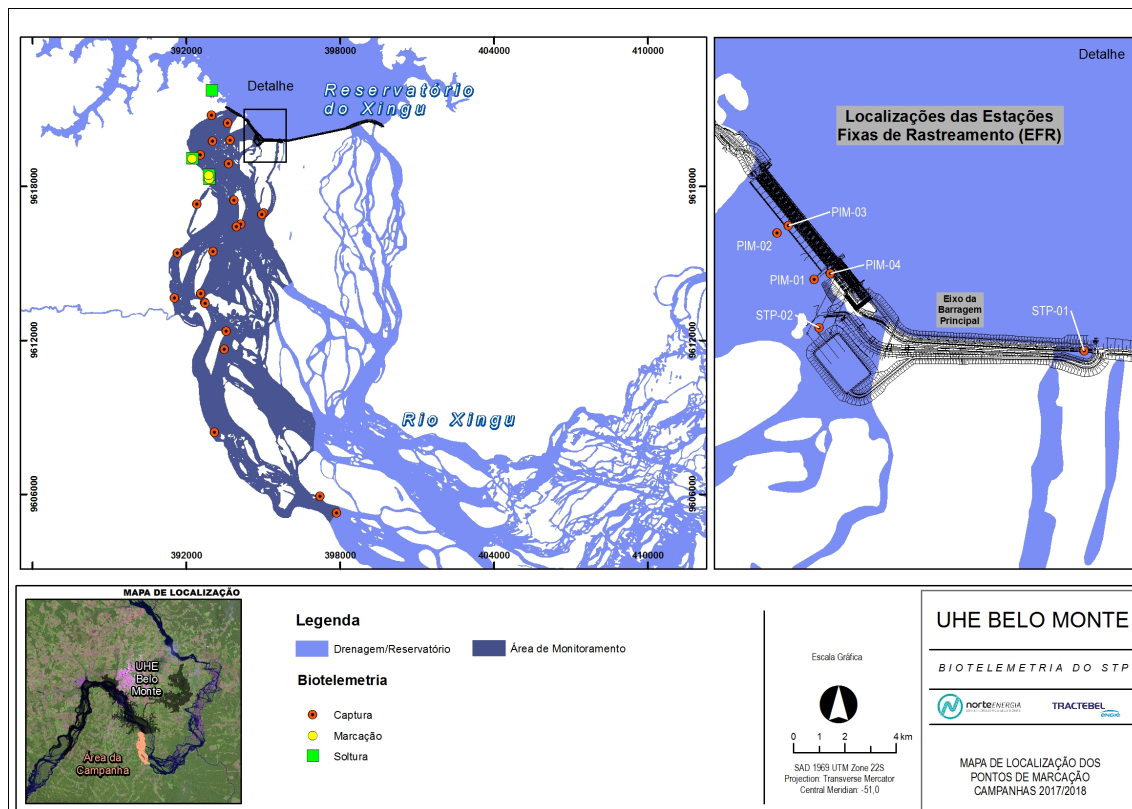 392000
398000
404000
410000
Detalhe
Reservatório
do Xingu
9618000
9618000
9612000
9612000
Rio Xingu
9606000
9606000
392000
398000
404000
410000
Detalhe
Localizações das Estações
Fixas de Rastreamento (EFR)
PIM-03
PIM-02
PIM-04
PIM-01
STP-02
Eixo da
Barragem
Principal
STP-01
MAPA DE LOCALIZAÇÃO
UHE
Belo
Monte
Área da
Campanha
Legenda
Drenagem/Reservatório
Área de Monitoramento
Biotelemetria
Captura
Marcação
Soltura
Escala Gráfica
0 1 2 4 km
SAD 1969 UTM Zone 22S
Projection: Transverse Mercator
Central Meridian: -51,0
UHE BELO MONTE
BIOTELEMETRIA DO STP
norteENERGIA
TRACTEBEL
ENGIE
MAPA DE LOCALIZAÇÃO DOS
PONTOS DE MARCAÇÃO
CAMPANHAS 2017/2018